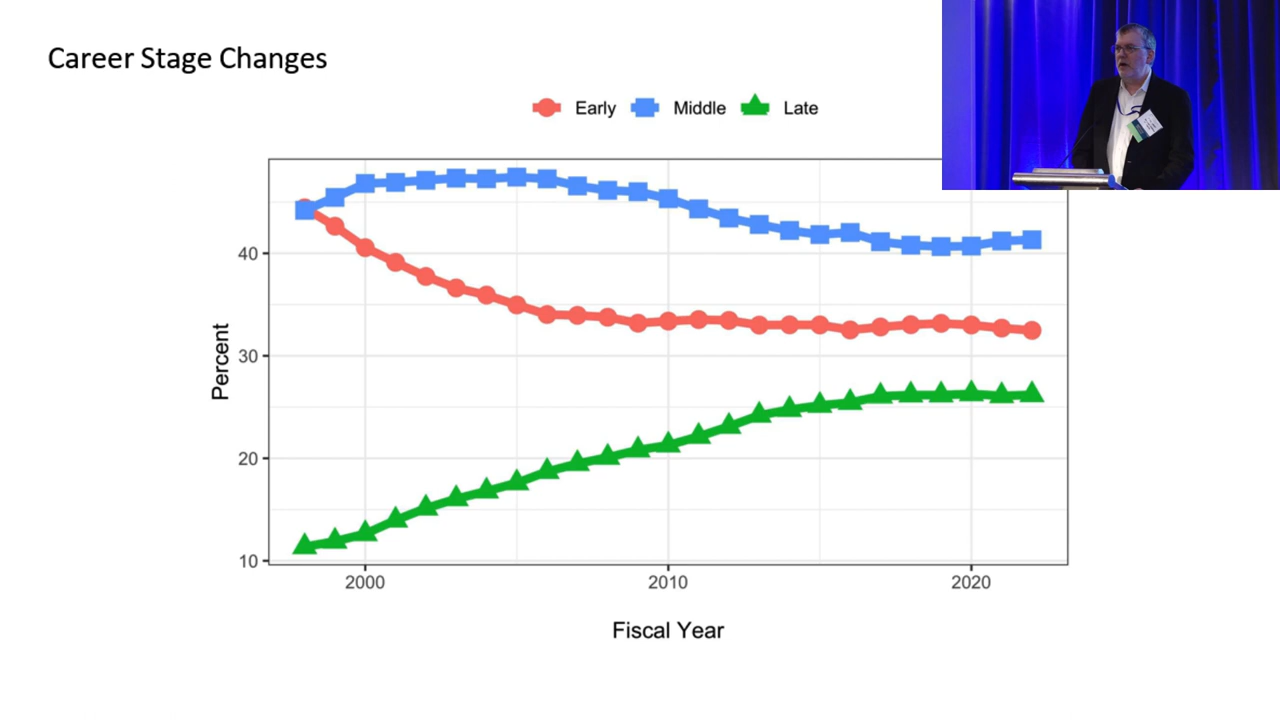 Career Stage Changes
Early Middle Late
Percent
40
30
20
10
2000 2010 2020
Fiscal Year